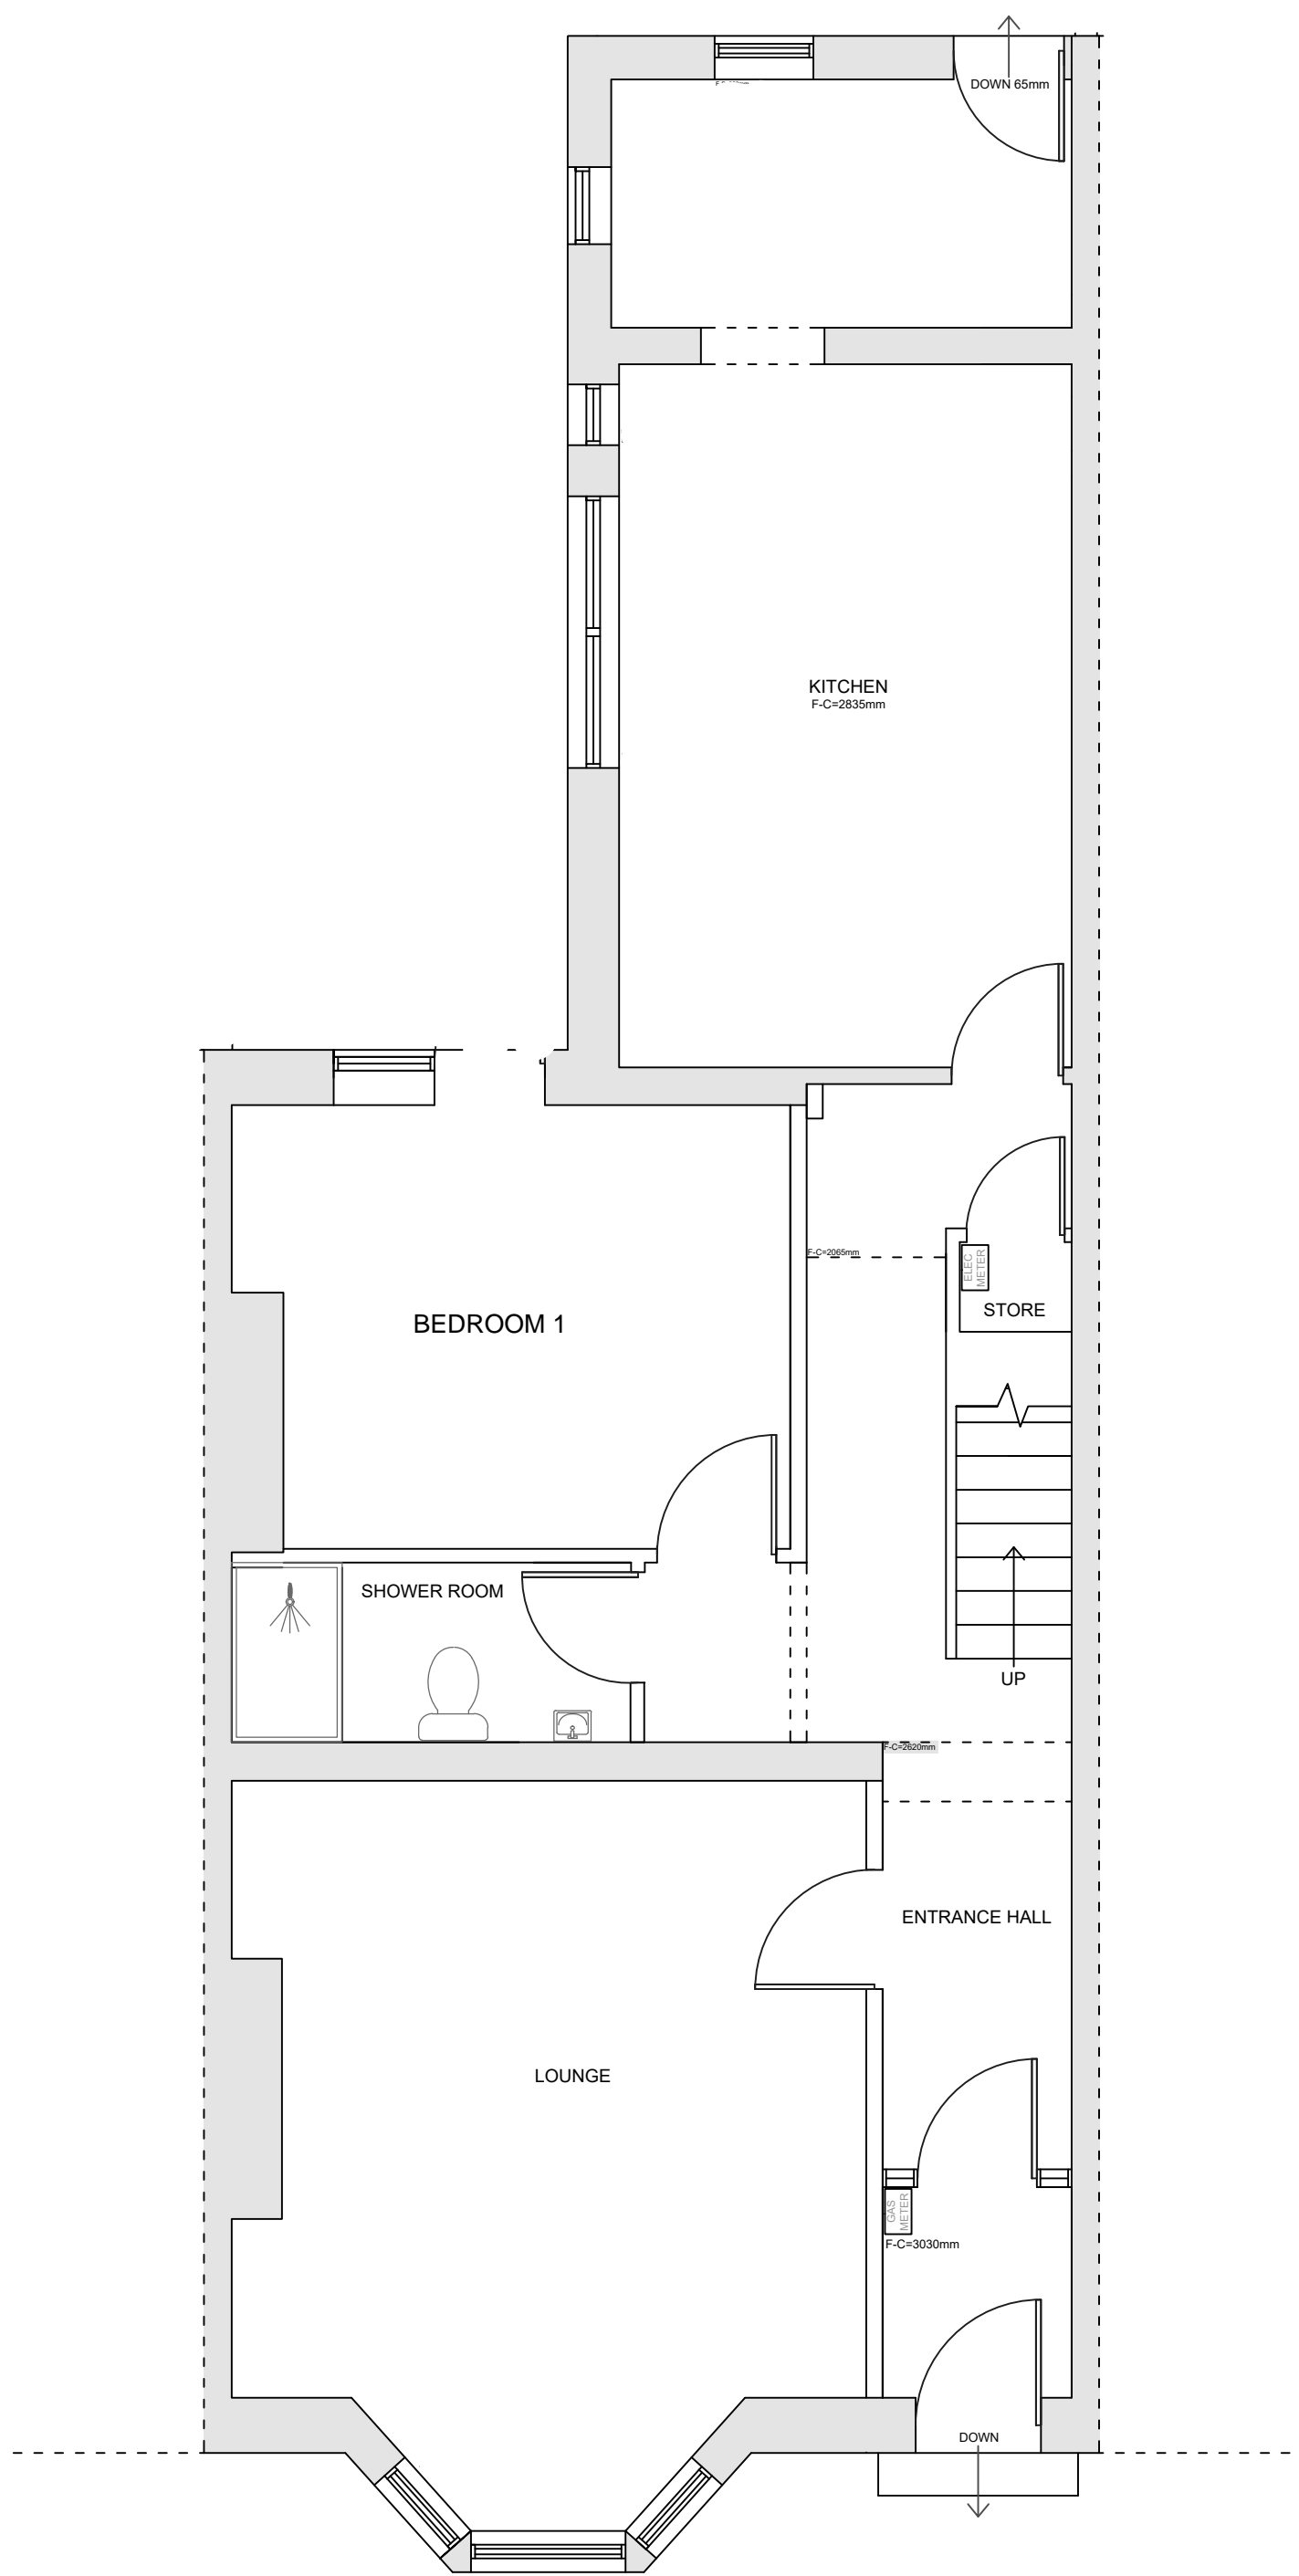 DOWN 65mm
KITCHEN
F-C=2835mm
F-C=2065mm
ELEC
METER
STORE
BEDROOM 1
SHOWER ROOM
UP
F-C=2620mm
ENTRANCE HALL
LOUNGE
GAS
METER
F-C=3030mm
DOWN